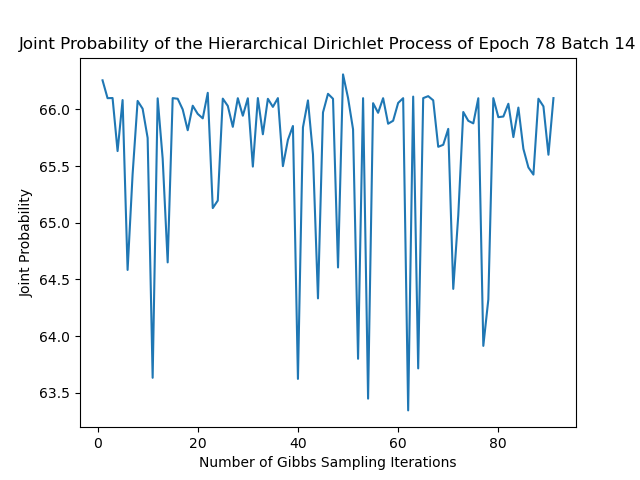 Joint Probability of the Hierarchical Dirichlet Process of Epoch 78 Batch 14
66.0
65.5
65.0
64.5
64.0
63.5
Joint Probability
0 20 40 60 80
Number of Gibbs Sampling Iterations